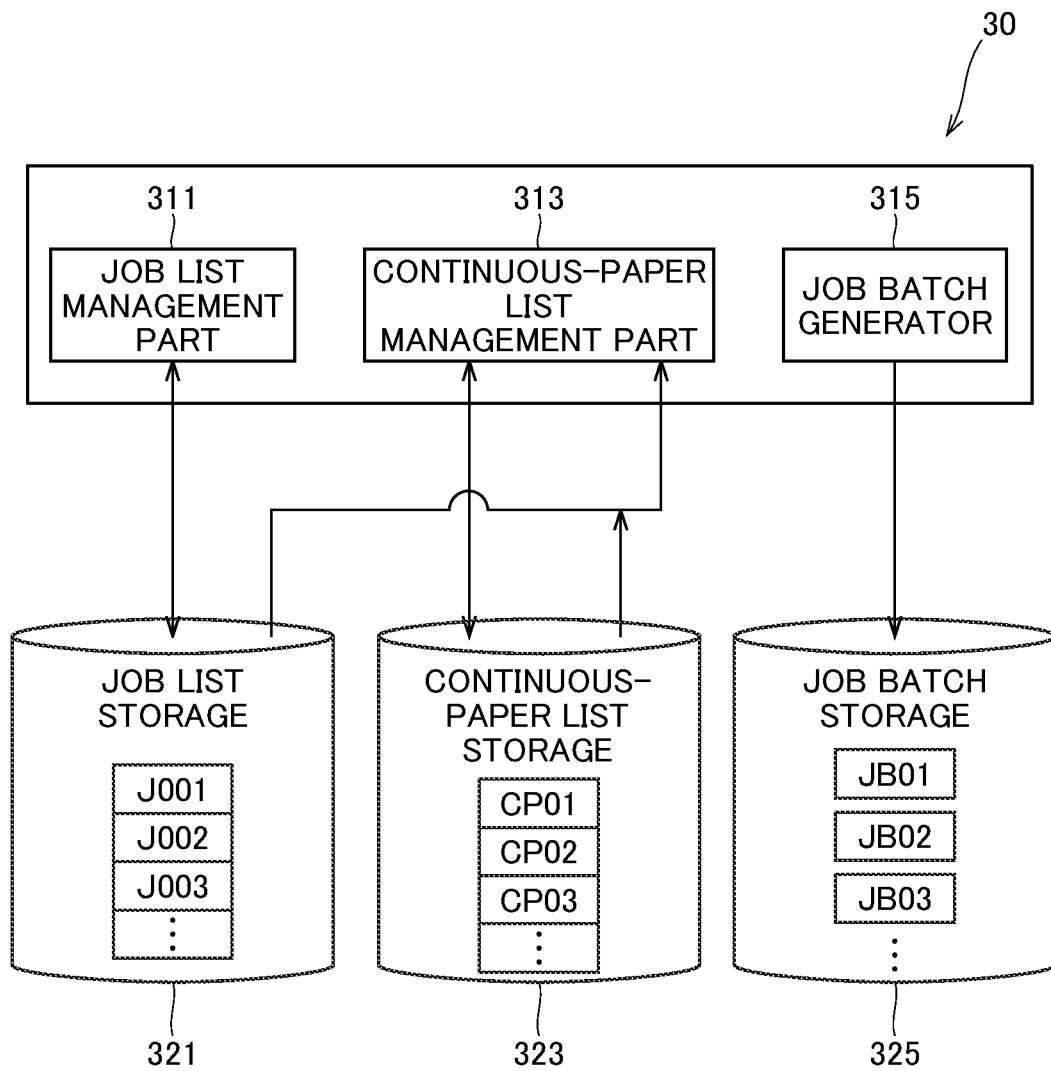 30
311
313
315
JOB LIST
MANAGEMENT
PART
CONTINUOUS-PAPER
LIST
MANAGEMENT PART
JOB BATCH
GENERATOR
JOB LIST
STORAGE
J001
J002
J003
⋮
CONTINUOUS-
PAPER LIST
STORAGE
CP01
CP02
CP03
⋮
JOB BATCH
STORAGE
JB01
JB02
JB03
⋮
321
323
325